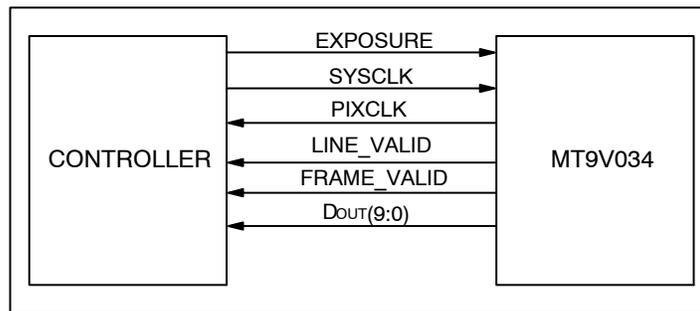 EXPOSURE
SYSCLK
PIXCLK
LINE_VALID
FRAME_VALID
DOUT(9:0)
CONTROLLER
MT9V034